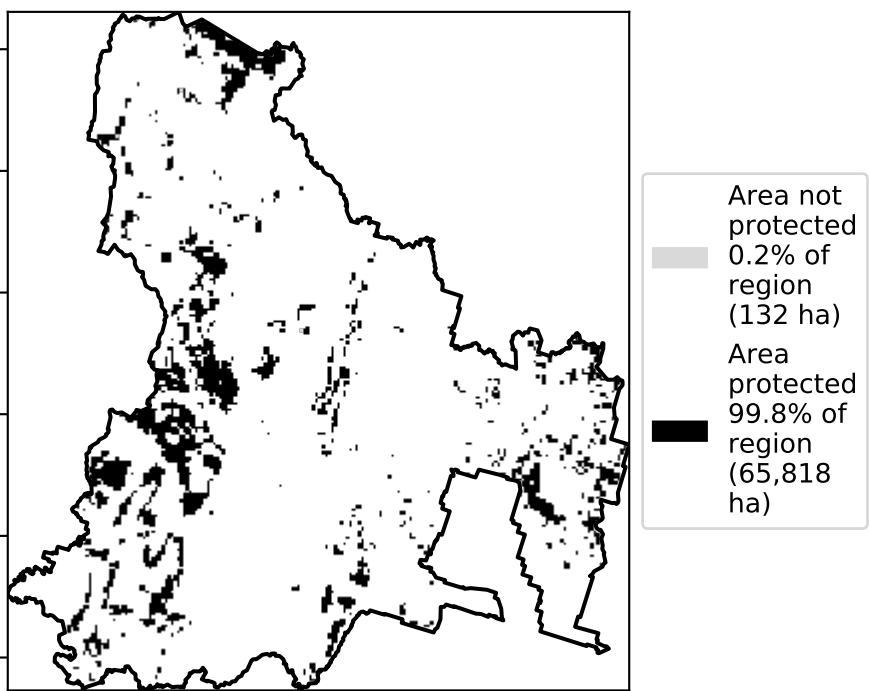 Area not
protected
0.2% of
region
(132 ha)
Area
protected
99.8% of
region
(65,818
ha)